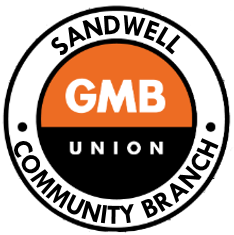 SANDWELL
GMB
UNION
• COMMUNITY BRANCH •